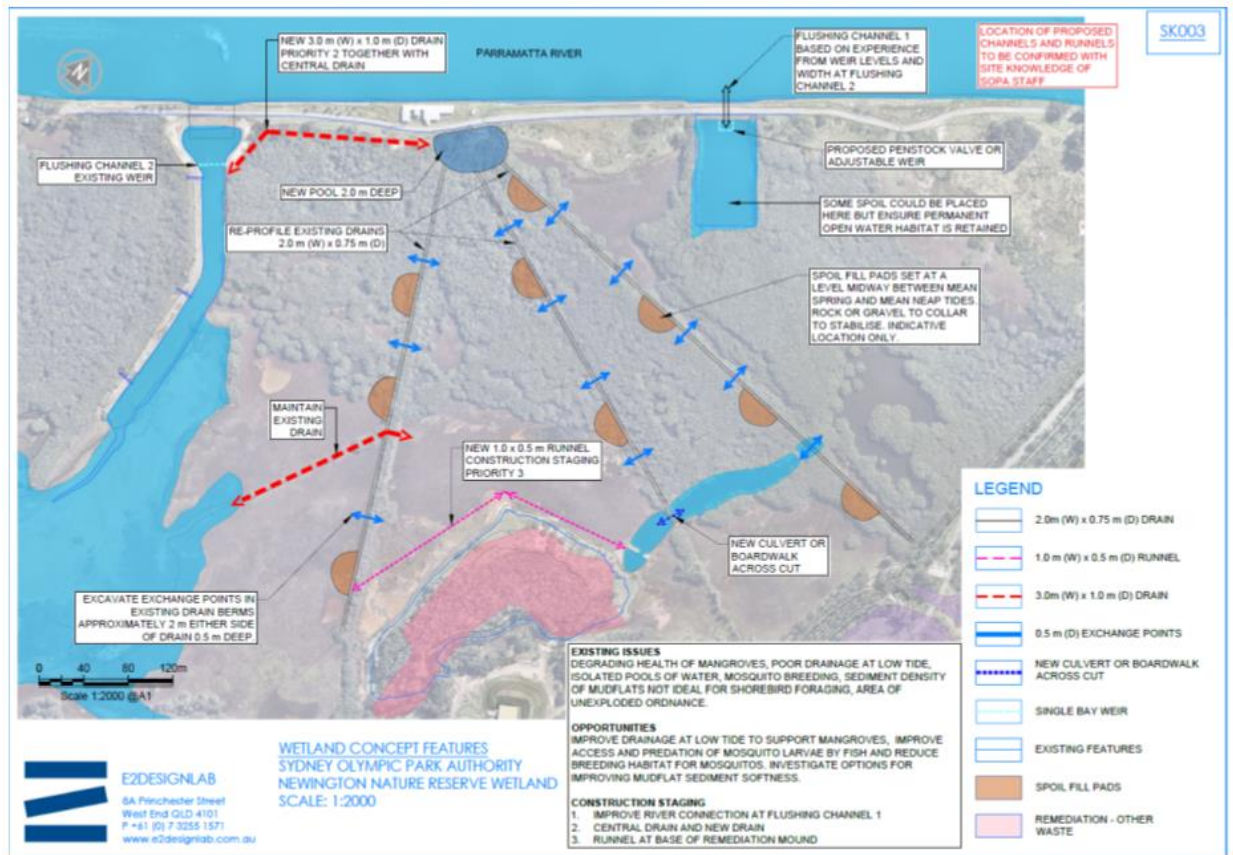 NEW 3.0 m (W) x 1.0 m (D) DRAIN
PRIORITY 2 TOGETHER WITH
CENTRAL DRAIN
PARRAMATTA RIVER
FLUSHING CHANNEL 1
BASED ON EXPERIENCE
FROM WEIR LEVELS AND
WIDTH AT FLUSHING
CHANNEL 2
LOCATION OF PROPOSED
CHANNELS AND RUNNELS
TO BE CONFIRMED WITH
SITE KNOWLEDGE OF
SOPA STAFF
SK003
N
FLUSHING CHANNEL 2
EXISTING WEIR
NEW POOL 2.0 m DEEP
PROPOSED PENSTOCK VALVE OR
ADJUSTABLE WEIR
SOME SPOIL COULD BE PLACED
HERE BUT ENSURE PERMANENT
OPEN WATER HABITAT IS RETAINED
RE-PROFILE EXISTING DRAINS
2.0 m (W) x 0.75 m (D)
SPOIL FILL PADS SET AT A
LEVEL MIDWAY BETWEEN MEAN
SPRING AND MEAN NEAP TIDES.
ROCK OR GRAVEL TO COLLAR
TO STABILISE. INDICATIVE
LOCATION ONLY.
MAINTAIN
EXISTING
DRAIN
NEW 1.0 x 0.5 m RUNNEL
CONSTRUCTION STAGING
PRIORITY 3
NEW CULVERT OR
BOARDWALK
ACROSS CUT
EXCAVATE EXCHANGE POINTS IN
EXISTING DRAIN BERMS
APPROXIMATELY 2 m EITHER SIDE
OF DRAIN 0.5 m DEEP
0 40 80 120m
Scale 1:2000 @A1
LEGEND
2.0m (W) x 0.75 m (D) DRAIN
1.0 m (W) x 0.5 m (D) RUNNEL
3.0m (W) x 1.0 m (D) DRAIN
0.5 m (D) EXCHANGE POINTS
NEW CULVERT OR BOARDWALK
ACROSS CUT
SINGLE BAY WEIR
EXISTING FEATURES
SPOIL FILL PADS
REMEDIATION - OTHER
WASTE
EXISTING ISSUES
DEGRADING HEALTH OF MANGROVES, POOR DRAINAGE AT LOW TIDE,
ISOLATED POOLS OF WATER, MOSQUITO BREEDING, SEDIMENT DENSITY
OF MUDFLATS NOT IDEAL FOR SHOREBIRD FORAGING, AREA OF
UNEXPLODED ORDNANCE.
OPPORTUNITIES
IMPROVE DRAINAGE AT LOW TIDE TO SUPPORT MANGROVES, IMPROVE
ACCESS AND PREDATION OF MOSQUITO LARVAE BY FISH AND REDUCE
BREEDING HABITAT FOR MOSQUITOS. INVESTIGATE OPTIONS FOR
IMPROVING MUDFLAT SEDIMENT SOFTNESS.
CONSTRUCTION STAGING
1. IMPROVE RIVER CONNECTION AT FLUSHING CHANNEL 1
2. CENTRAL DRAIN AND NEW DRAIN
3. RUNNEL AT BASE OF REMEDIATION MOUND
WETLAND CONCEPT FEATURES
SYDNEY OLYMPIC PARK AUTHORITY
NEWINGTON NATURE RESERVE WETLAND
SCALE: 1:2000
E2DESIGNLAB
8A Princhester Street
West End QLD 4101
P +61 (0) 7 3255 1571
www.e2designlab.com.au